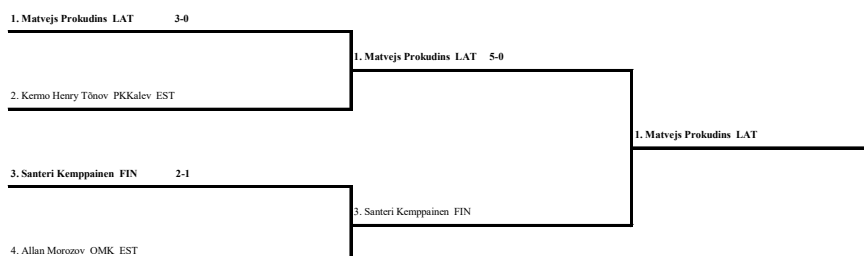 1. Matvejs Prokudins LAT 3-0
1. Matvejs Prokudins LAT 5-0
2. Kermo Henry Tõnov PKKalev EST
1. Matvejs Prokudins LAT
3. Santeri Kemppainen FIN 2-1
3. Santeri Kemppainen FIN
4. Allan Morozov OMK EST